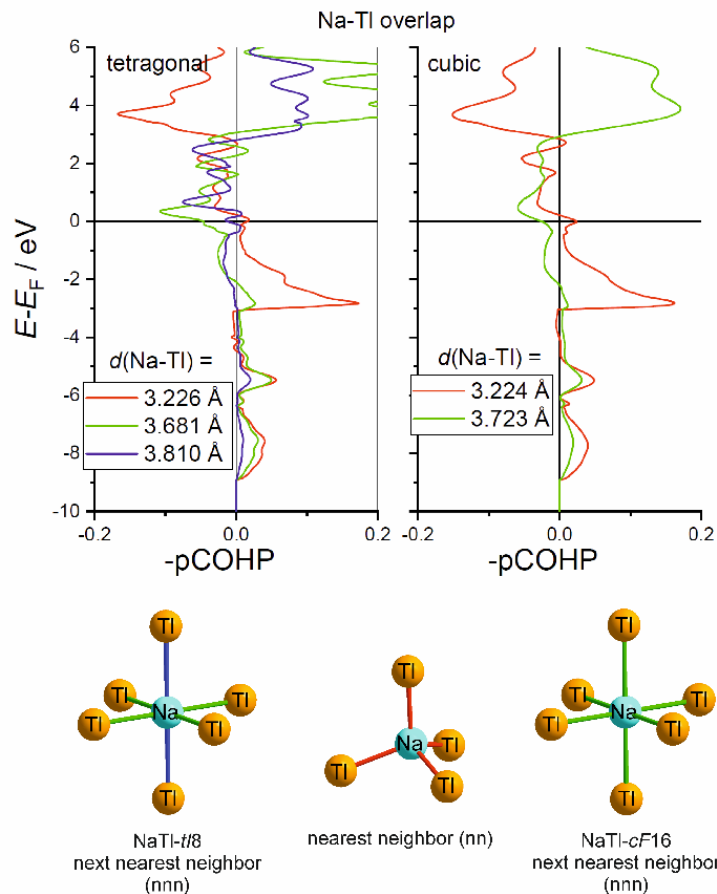 Na-Tl overlap
tetragonal
cubic
6
4
2
0
-2
-4
-6
-8
-10
E-EF / eV
d(Na-Tl) =
3.226 Å
3.681 Å
3.810 Å
d(Na-Tl) =
3.224 Å
3.723 Å
-0.2 0.0 0.2
-0.2 0.0 0.2
-pCOHP
-pCOHP
Tl
Tl
Tl
Na
Tl
Tl
Tl
Tl
Na
Tl
Tl
Tl
Tl
Tl
Tl
Na
Tl
Tl
Tl
NaTl-tI8
next nearest neighbor
(nnn)
nearest neighbor (nn)
NaTl-cF16
next nearest neighbor
(nnn)